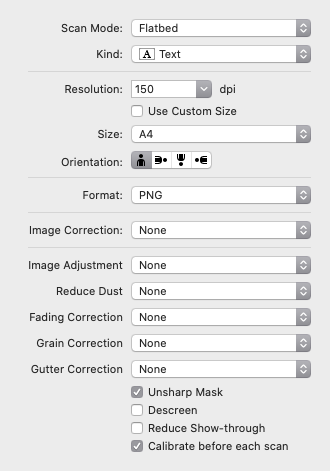 Scan Mode: Flatbed
Kind: A Text
Resolution: 150 dpi
Use Custom Size
Size: A4
Orientation:
Format: PNG
Image Correction: None
Image Adjustment None
Reduce Dust None
Fading Correction None
Grain Correction None
Gutter Correction None
Unsharp Mask
Descreen
Reduce Show-through
Calibrate before each scan